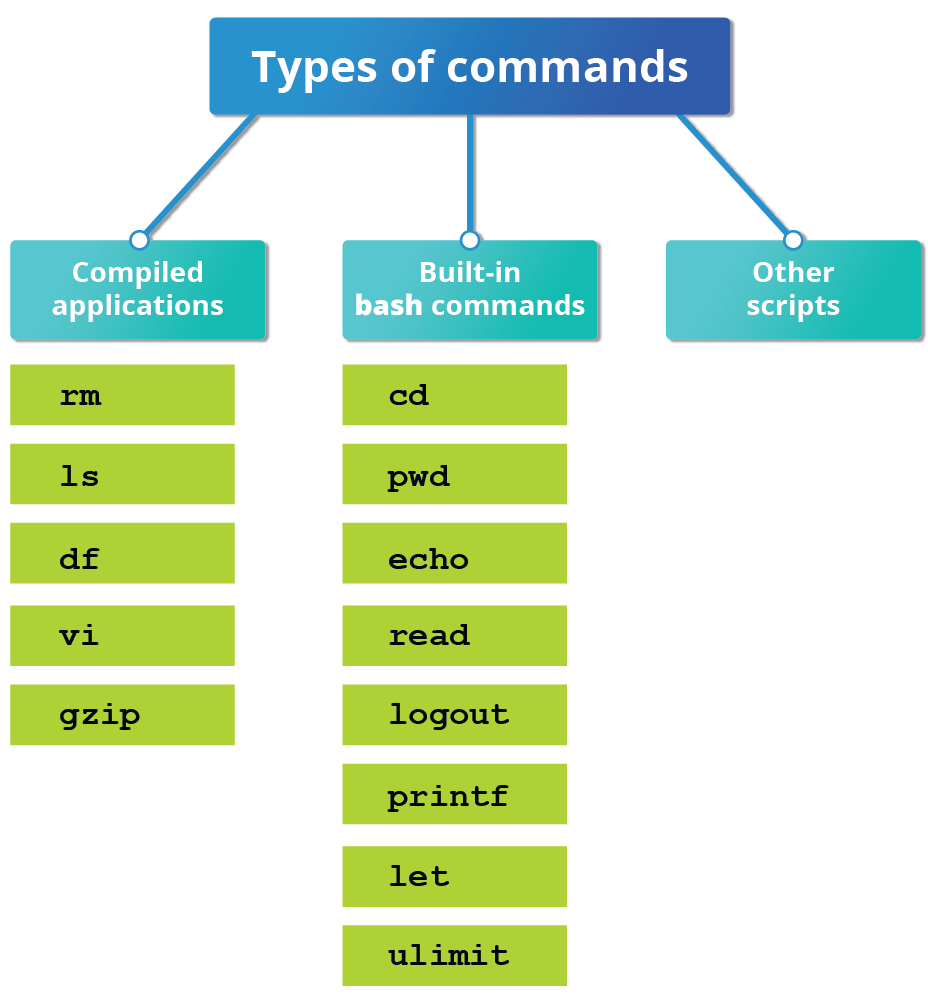 Types of commands
Compiled
applications
rm
ls
df
vi
gzip
Built-in
bash commands
cd
pwd
echo
read
logout
printf
let
ulimit
Other
scripts